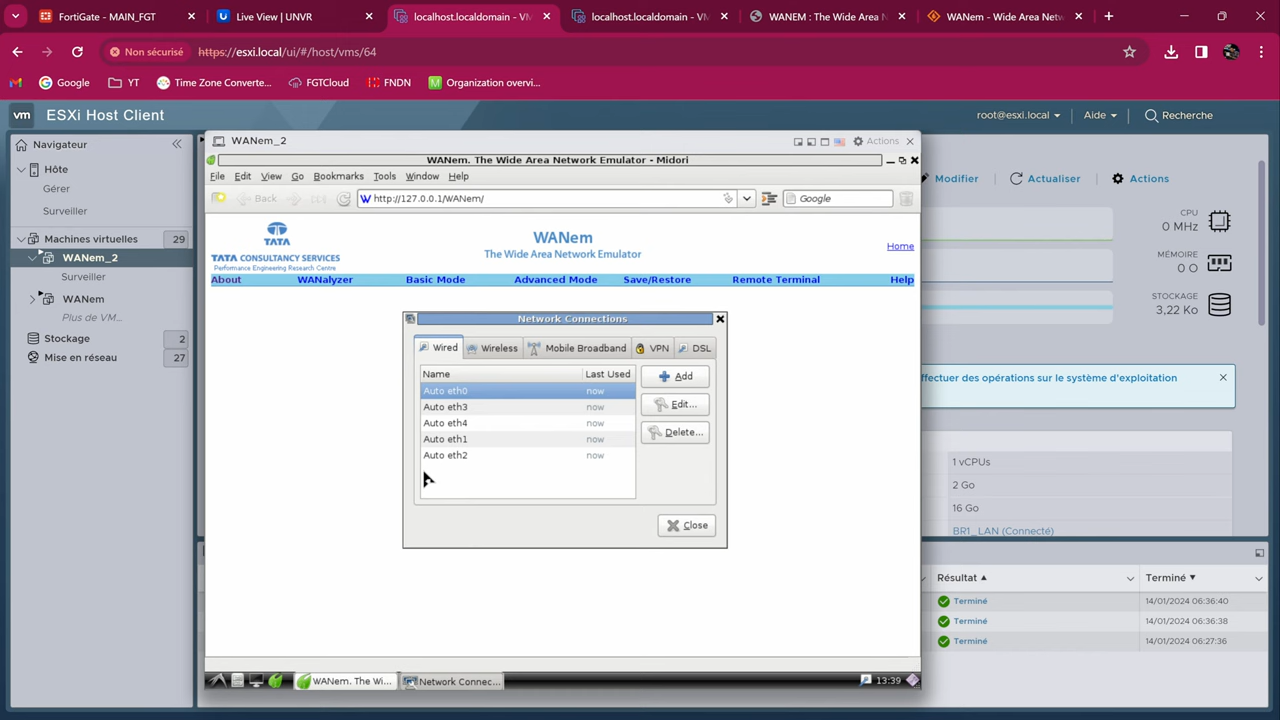 FortiGate - MAIN_FGT
Live View | UNVR
localhost.localdomain - VM
localhost.localdomain - VM
WANEM : The Wide Area N
WANem - Wide Area Netw
Non sécurisé
https://esxi.local/ui/#/host/vms/64
Google
YT
Time Zone Converte...
FGTCloud
FNDN
Organization overvi...
vm
ESXi Host Client
root@esxi.local
Aide
Recherche
Navigateur
Hôte
Gérer
Surveiller
Machines virtuelles
29
WANem_2
Surveiller
WANem
Plus de VM...
Stockage
2
Mise en réseau
27
WANem_2
Actions
WANem. The Wide Area Network Emulator - Midori
File
Edit
View
Go
Bookmarks
Tools
Window
Help
Back
http://127.0.0.1/WANem/
Google
TATA
TATA CONSULTANCY SERVICES
Performance Engineering Research Centre
WANem
The Wide Area Network Emulator
Home
About
WANalyzer
Basic Mode
Advanced Mode
Save/Restore
Remote Terminal
Help
Network Connections
Wired
Wireless
Mobile Broadband
VPN
DSL
Name
Last Used
Auto eth0
now
Auto eth3
now
Auto eth4
now
Auto eth1
now
Auto eth2
now
Add
Edit...
Delete...
Close
WANem. The Wi...
Network Connec...
13:39
Modifier
Actualiser
Actions
CPU
0 MHz
MÉMOIRE
0 O
STOCKAGE
3,22 Ko
effectuer des opérations sur le système d'exploitation
1 vCPUs
2 Go
16 Go
BR1_LAN (Connecté)
Résultat
Terminé
Terminé
14/01/2024 06:36:40
Terminé
14/01/2024 06:36:38
Terminé
14/01/2024 06:27:36